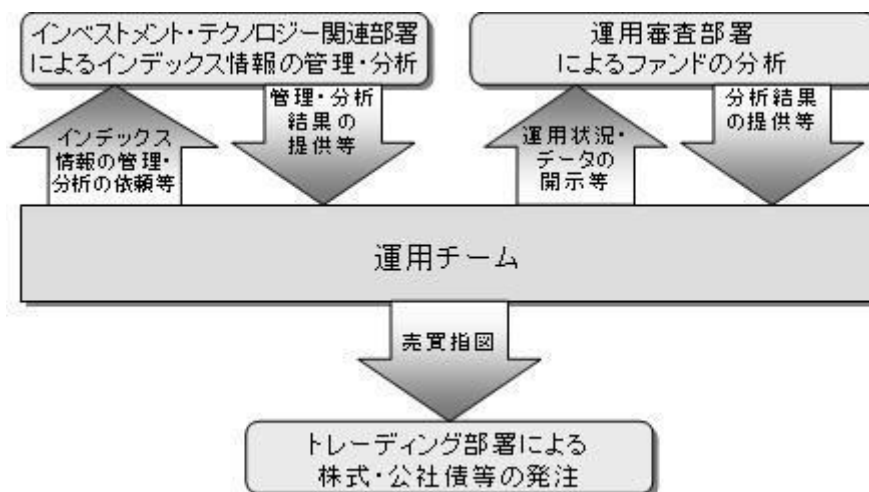 インベストメント・テクノロジー関連部署
によるインデックス情報の管理・分析
運用審査部署
によるファンドの分析
インデックス
情報の管理・
分析の依頼等
管理・分析
結果の
提供等
運用状況・
データの
開示等
分析結果
の提供等
運用チーム
売買指図
トレーディング部署による
株式・公社債等の発注